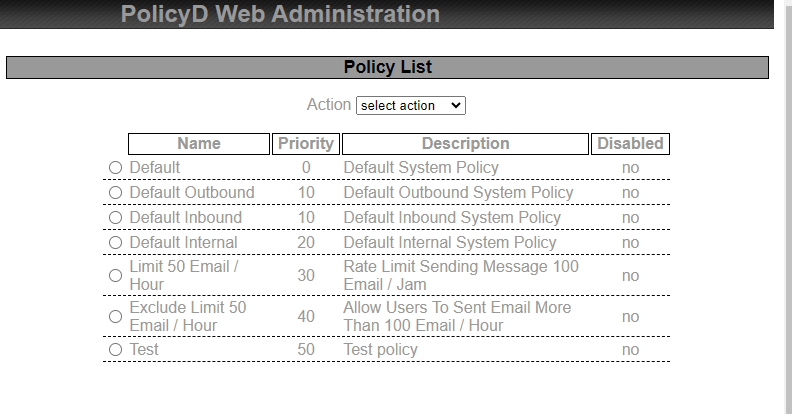 PolicyD Web Administration
Policy List
Action select action
Name Priority Description Disabled
Default 0 Default System Policy no
Default Outbound 10 Default Outbound System Policy no
Default Inbound 10 Default Inbound System Policy no
Default Internal 20 Default Internal System Policy no
Limit 50 Email /
Hour
30
Rate Limit Sending Message 100
Email / Jam
no
Exclude Limit 50
Email / Hour
40
Allow Users To Sent Email More
Than 100 Email / Hour
no
Test 50 Test policy no